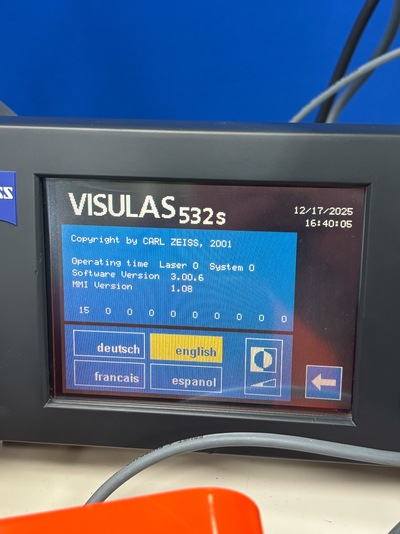 VISULAS 532s
12/17/2025
16:40:05
Copyright by CARL ZEISS, 2001
Operating time Laser 0 System 0
Software Version 3.00.6
MMI Version 1.08
15 0 0 0 0 0 0 0 0 0
deutsch
english
francais
espanol